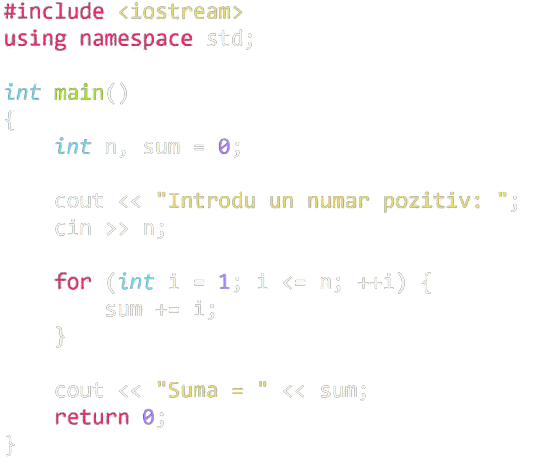 #include <iostream>
using namespace std;
int main()
{
int n, sum = 0;
cout << "Introdu un numar pozitiv: ";
cin >> n;
for (int i = 1; i <= n; ++i) {
sum += i;
}
cout << "Suma = " << sum;
return 0;
}